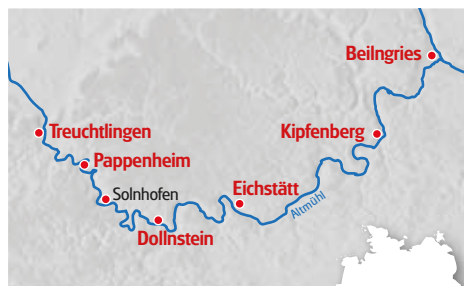 Beilngries
Treuchtlingen
Kipfenberg
Pappenheim
Solnhofen
Eichstätt
Altmühl
Dollnstein